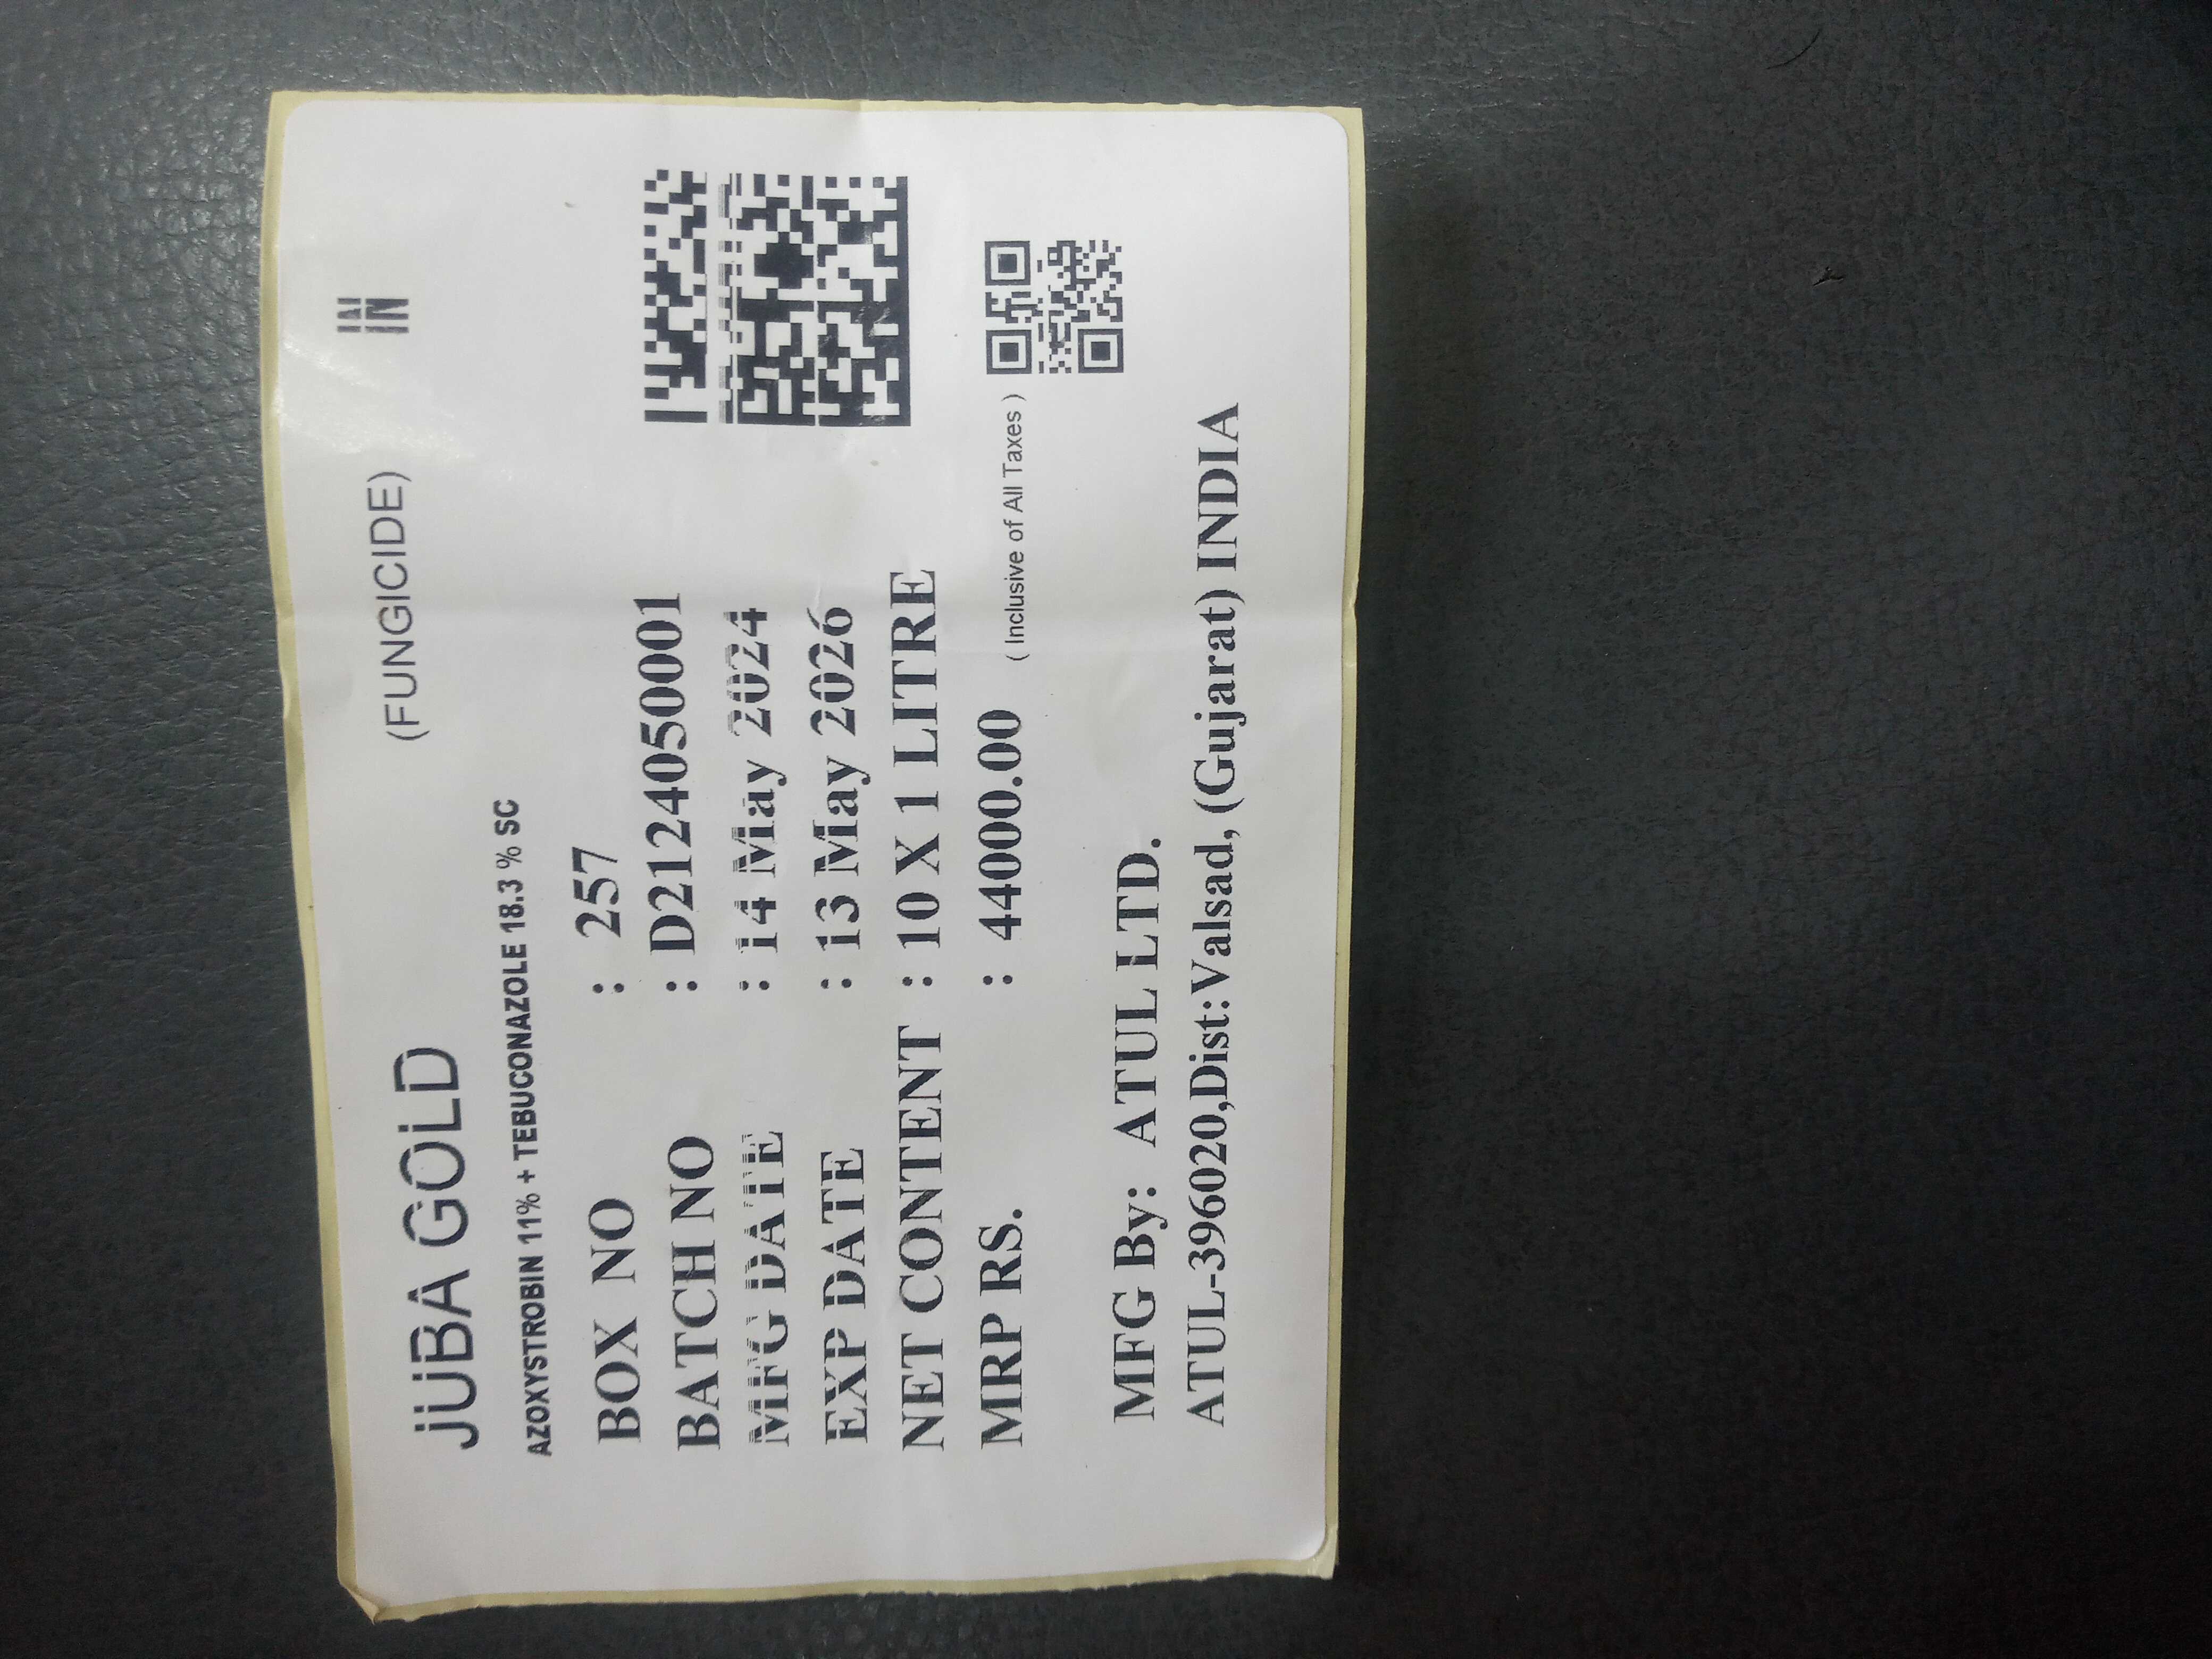 IN
IN
JUBA GOLD (FUNGICIDE)
AZOXYSTROBIN 11% + TEBUCONAZOLE 18.3 % SC
BOX NO : 257
BATCH NO : D2124050001
MFG DATE : 14 May 2024
EXP DATE : 13 May 2026
NET CONTENT : 10 X 1 LITRE
MRP RS. : 44000.00 ( Inclusive of All Taxes )
MFG By: ATUL LTD.
ATUL-396020,Dist:Valsad, (Gujarat) INDIA